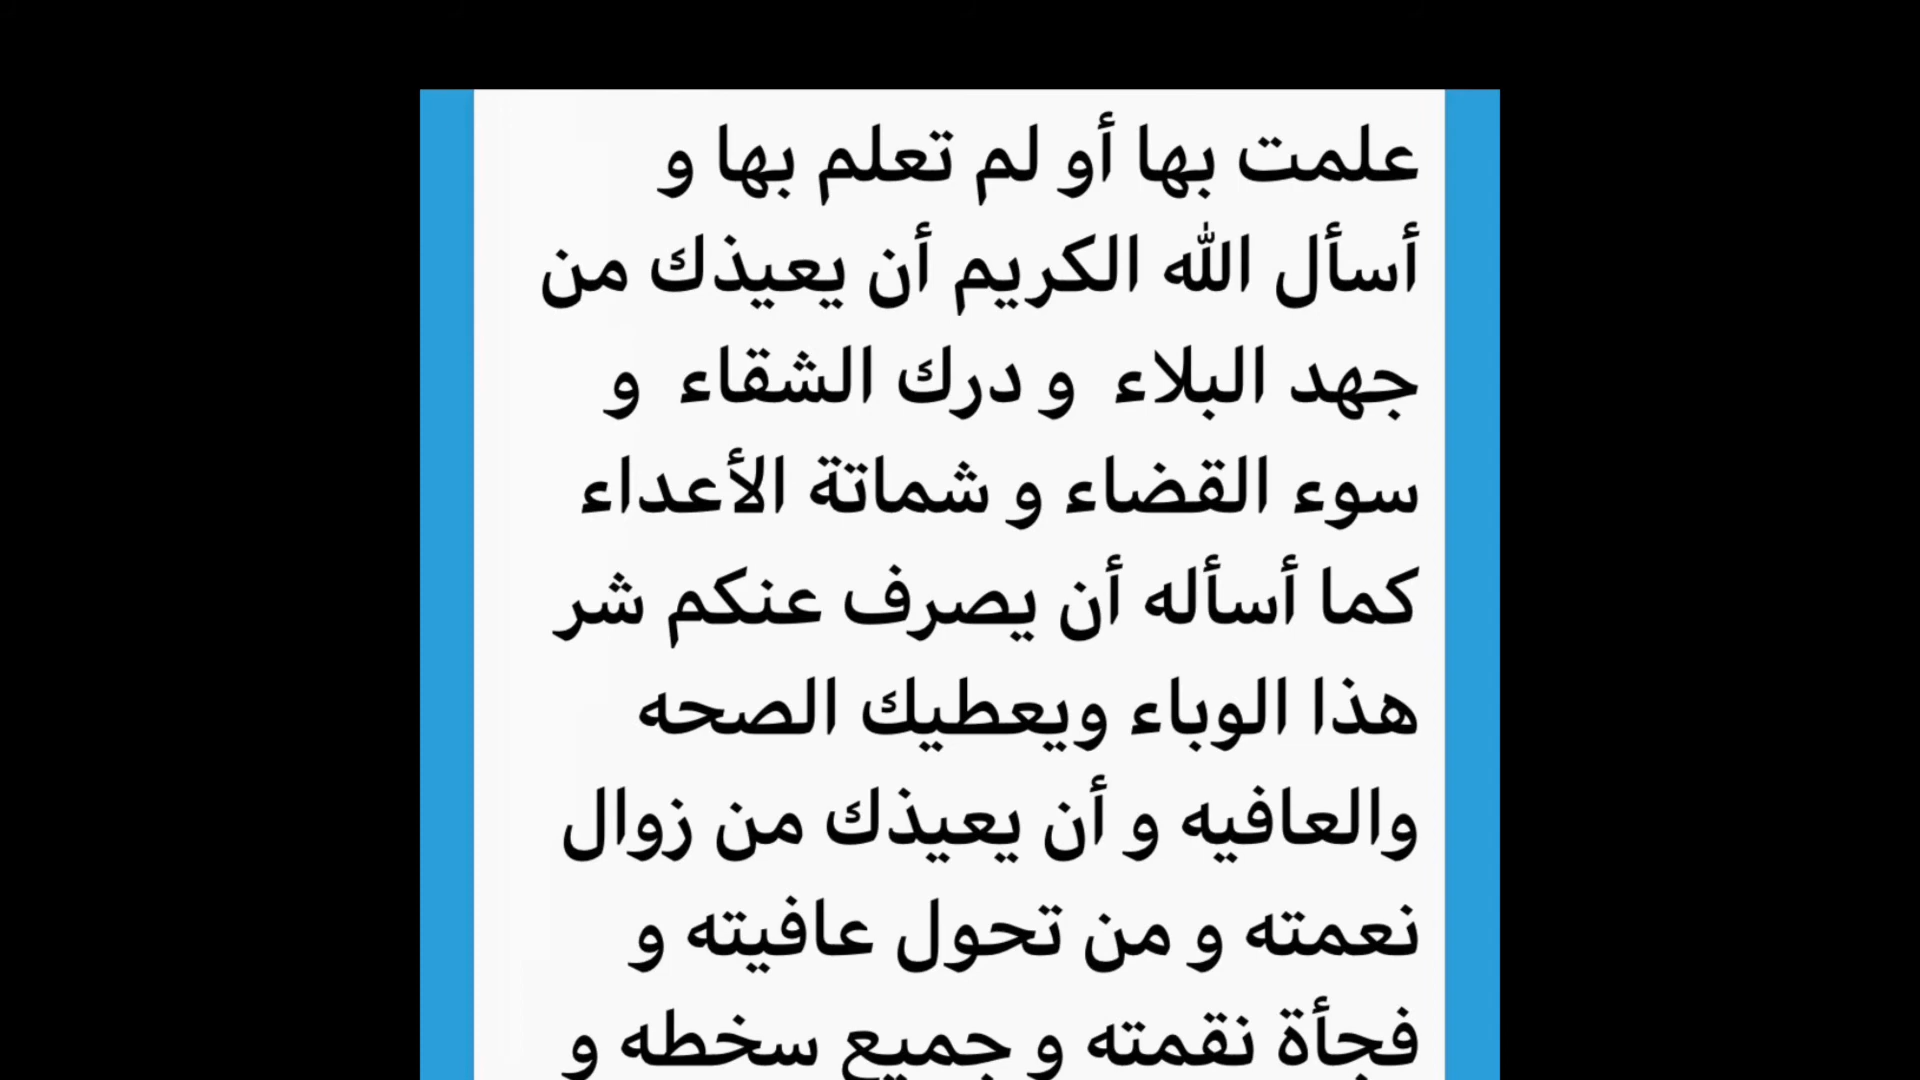 علمت بها أو لم تعلم بها و
أسأل الله الكريم أن يعيذك من
جهد البلاء و درك الشقاء و
سوء القضاء و شماتة الأعداء
كما أسأله أن يصرف عنكم شر
هذا الوباء ويعطيك الصحه
والعافيه و أن يعيذك من زوال
نعمته و من تحول عافيته و
فجأة نقمته و جميع سخطه و